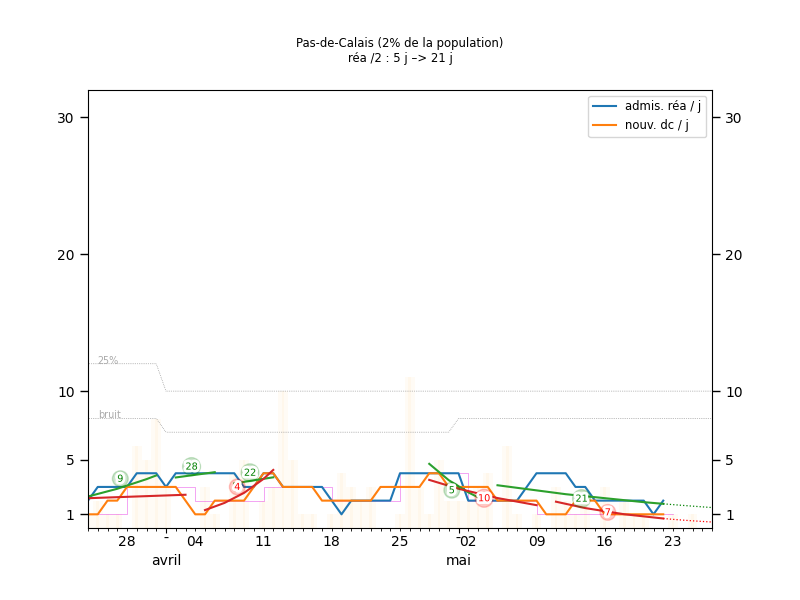 Pas-de-Calais (2% de la population)
réa /2 : 5 j –> 21 j
admis. réa / j
nouv. dc / j
30 30
20 20
25%
10 10
bruit
5 5
9 28 22 4 5 10 21 7
1 1
28 - 04 11 18 25 - 02 09 16 23
avril mai